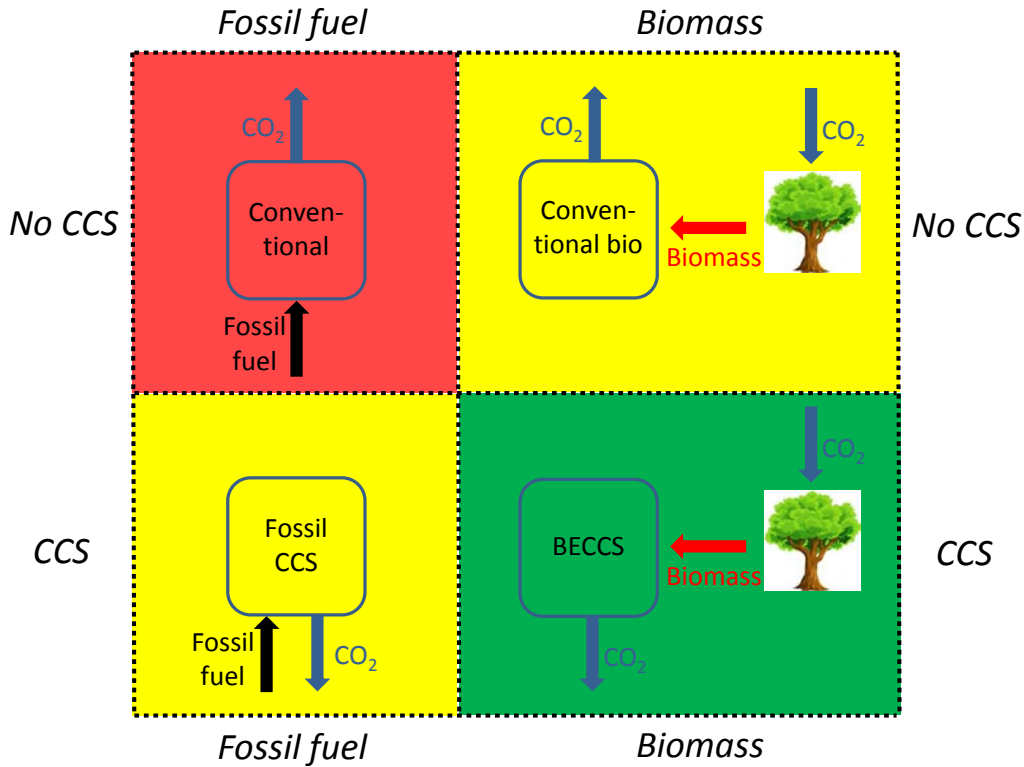 Fossil fuel
Biomass
CO₂
CO₂
CO₂
No CCS
Conven-
tional
Conven-
tional bio
Biomass
No CCS
Fossil
fuel
CO₂
CCS
Fossil
CCS
BECCS
Biomass
CCS
Fossil
fuel
CO₂
CO₂
Fossil fuel
Biomass